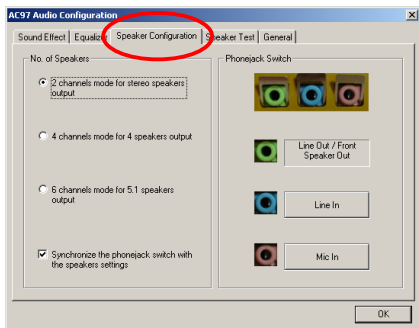 AC97 Audio Configuration
Sound Effect
Equalizer
Speaker Configuration
Speaker Test
General
No. of Speakers
2 channels mode for stereo speakers
output
4 channels mode for 4 speakers output
6 channels mode for 5.1 speakers
output
Synchronize the phonejack switch with
the speakers settings
Phonejack Switch
Line Out / Front
Speaker Out
Line In
Mic In
OK